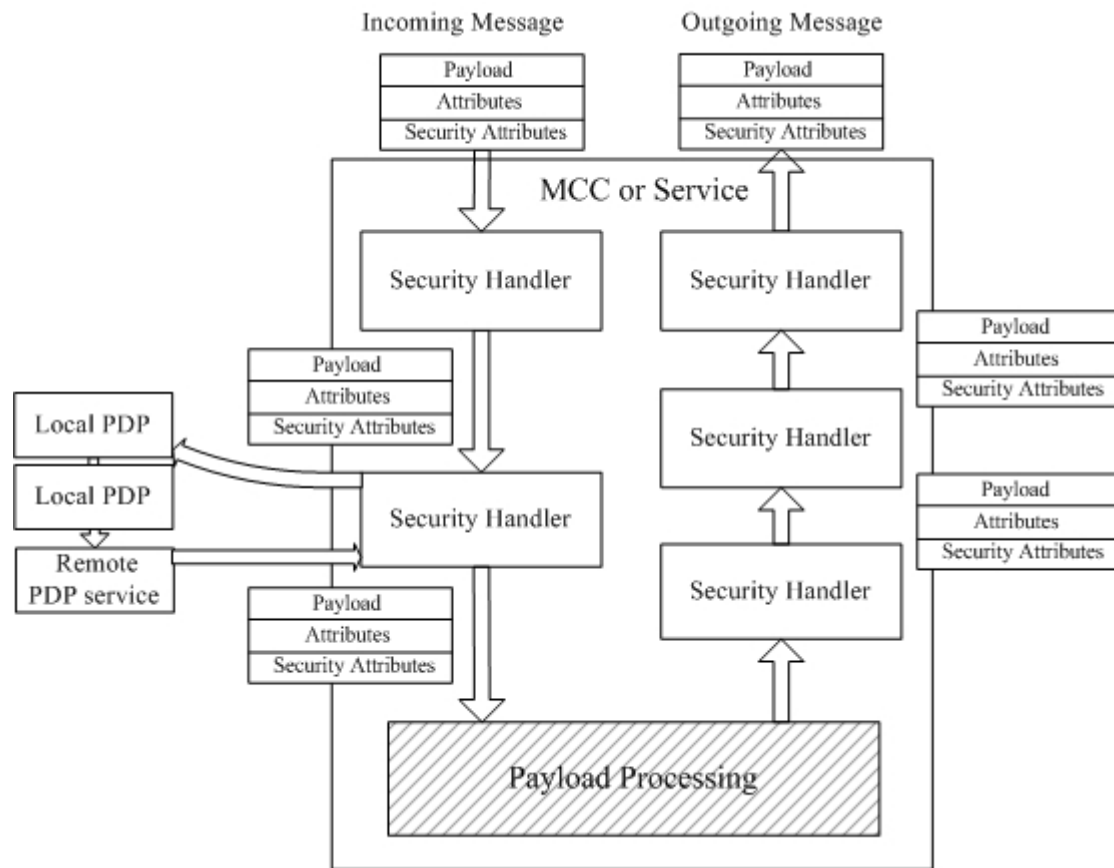 Incoming Message
Outgoing Message
Payload
Attributes
Security Attributes
Payload
Attributes
Security Attributes
MCC or Service
Security Handler
Security Handler
Payload
Attributes
Security Attributes
Payload
Attributes
Security Attributes
Local PDP
Local PDP
Remote
PDP service
Security Handler
Security Handler
Payload
Attributes
Security Attributes
Payload
Attributes
Security Attributes
Security Handler
Payload Processing